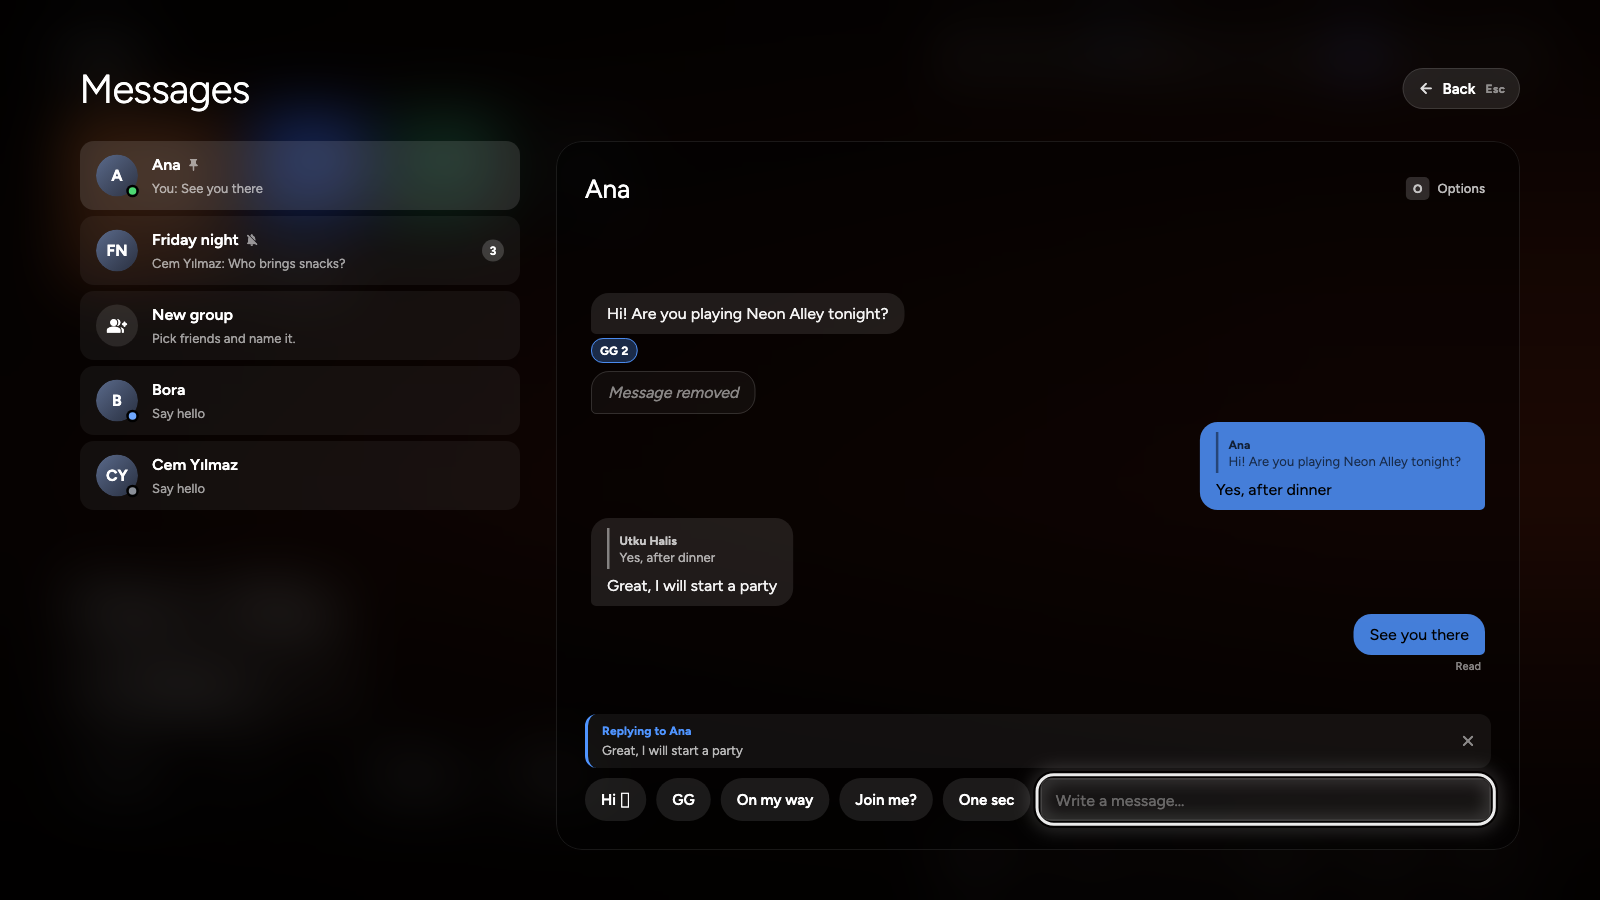 Messages
Back Esc
A
Ana
You: See you there
FN
Friday night
Cem Yılmaz: Who brings snacks?
3
New group
Pick friends and name it.
B
Bora
Say hello
CY
Cem Yılmaz
Say hello
Ana
O Options
Hi! Are you playing Neon Alley tonight?
GG 2
Message removed
Ana
Hi! Are you playing Neon Alley tonight?
Yes, after dinner
Utku Halis
Yes, after dinner
Great, I will start a party
See you there
Read
Replying to Ana
Great, I will start a party
Hi GG On my way Join me? One sec Write a message...